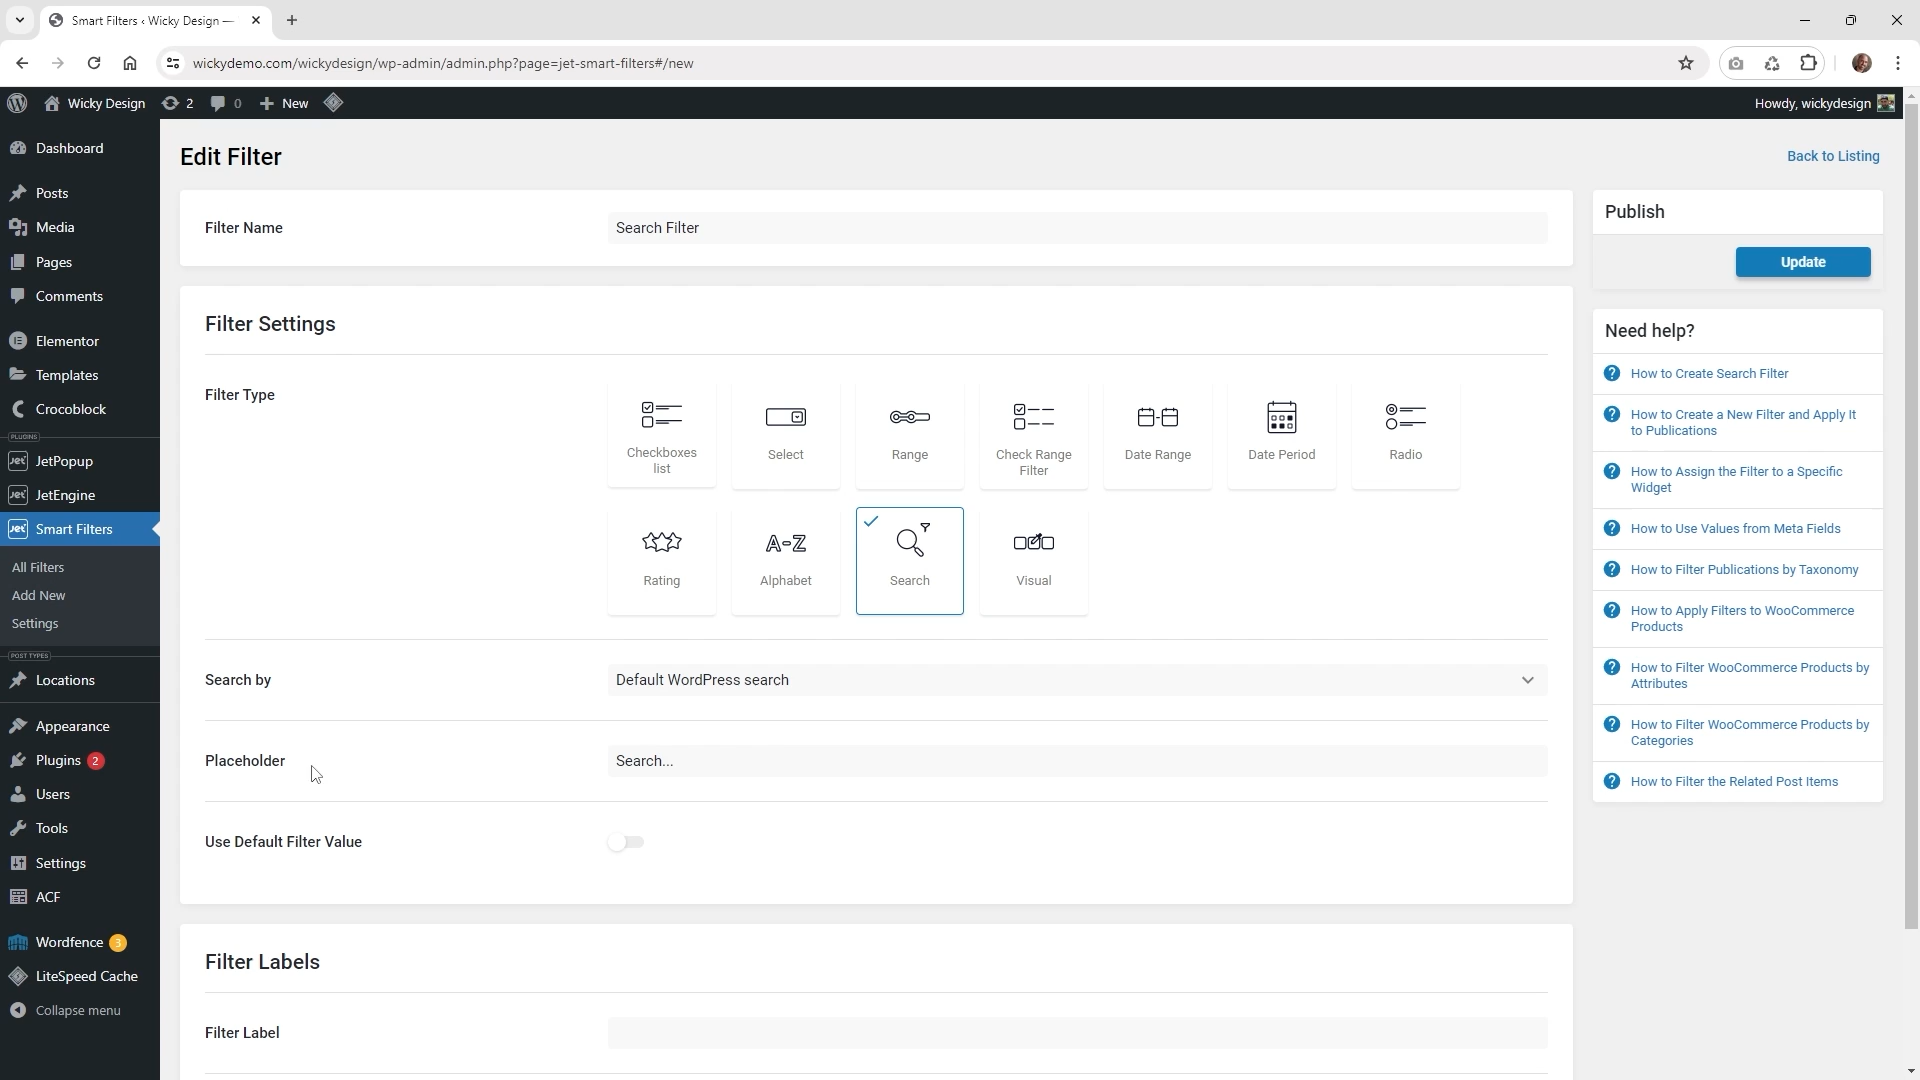 Smart Filters ‹ Wicky Design —
wickydemo.com/wickydesign/wp-admin/admin.php?page=jet-smart-filters#/new
Wicky Design
2
0
New
Howdy, wickydesign
Dashboard
Posts
Media
Pages
Comments
Elementor
Templates
Crocoblock
PLUGINS
Jet
JetPopup
Jet
JetEngine
Jet
Smart Filters
All Filters
Add New
Settings
POST TYPES
Locations
Appearance
Plugins 2
Users
Tools
Settings
ACF
Wordfence 3
LiteSpeed Cache
Collapse menu
Edit Filter
Back to Listing
Filter Name
Search Filter
Filter Settings
Filter Type
Checkboxes
list
Select
Range
Check Range
Filter
Date Range
Date Period
Radio
Rating
A-Z
Alphabet
Search
Visual
Search by
Default WordPress search
Placeholder
Search...
Use Default Filter Value
Filter Labels
Filter Label
Publish
Update
Need help?
How to Create Search Filter
How to Create a New Filter and Apply It
to Publications
How to Assign the Filter to a Specific
Widget
How to Use Values from Meta Fields
How to Filter Publications by Taxonomy
How to Apply Filters to WooCommerce
Products
How to Filter WooCommerce Products by
Attributes
How to Filter WooCommerce Products by
Categories
How to Filter the Related Post Items